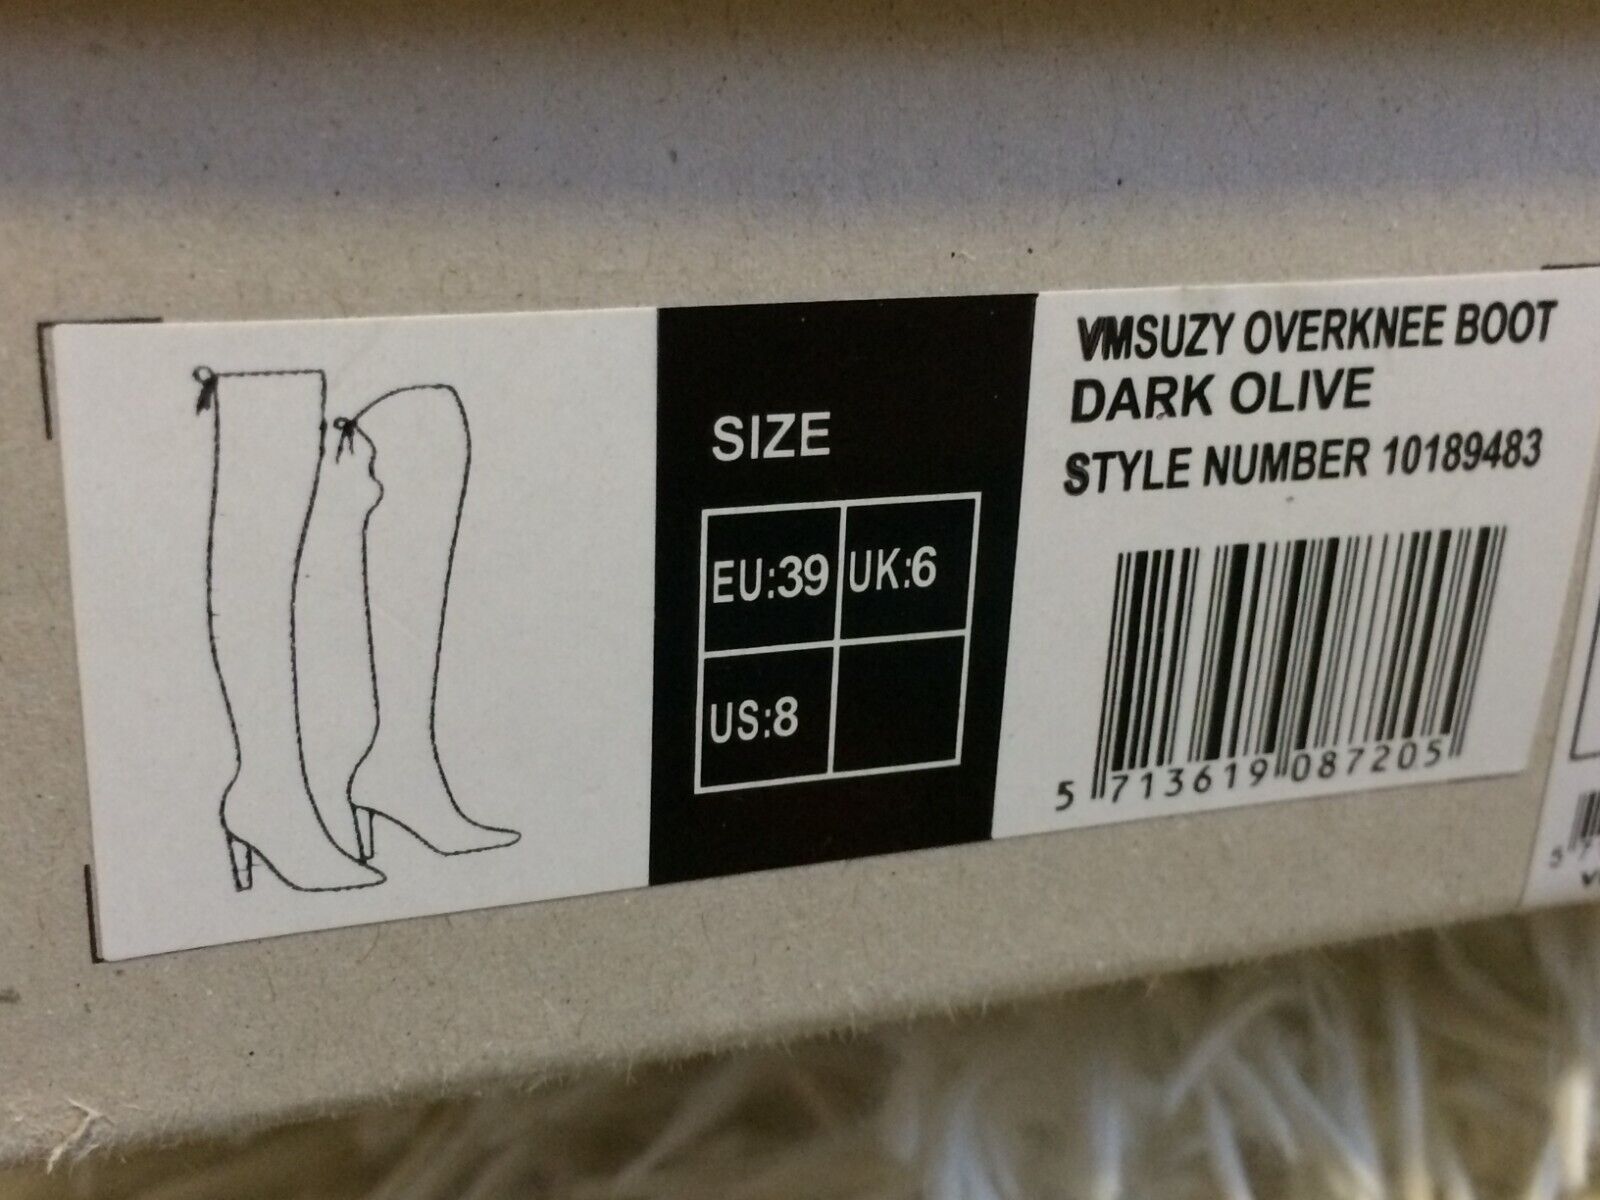 VMSUZY OVERKNEE BOOT
DARK OLIVE
STYLE NUMBER 10189483
SIZE
EU:39 UK:6
US:8
5 713619 087205